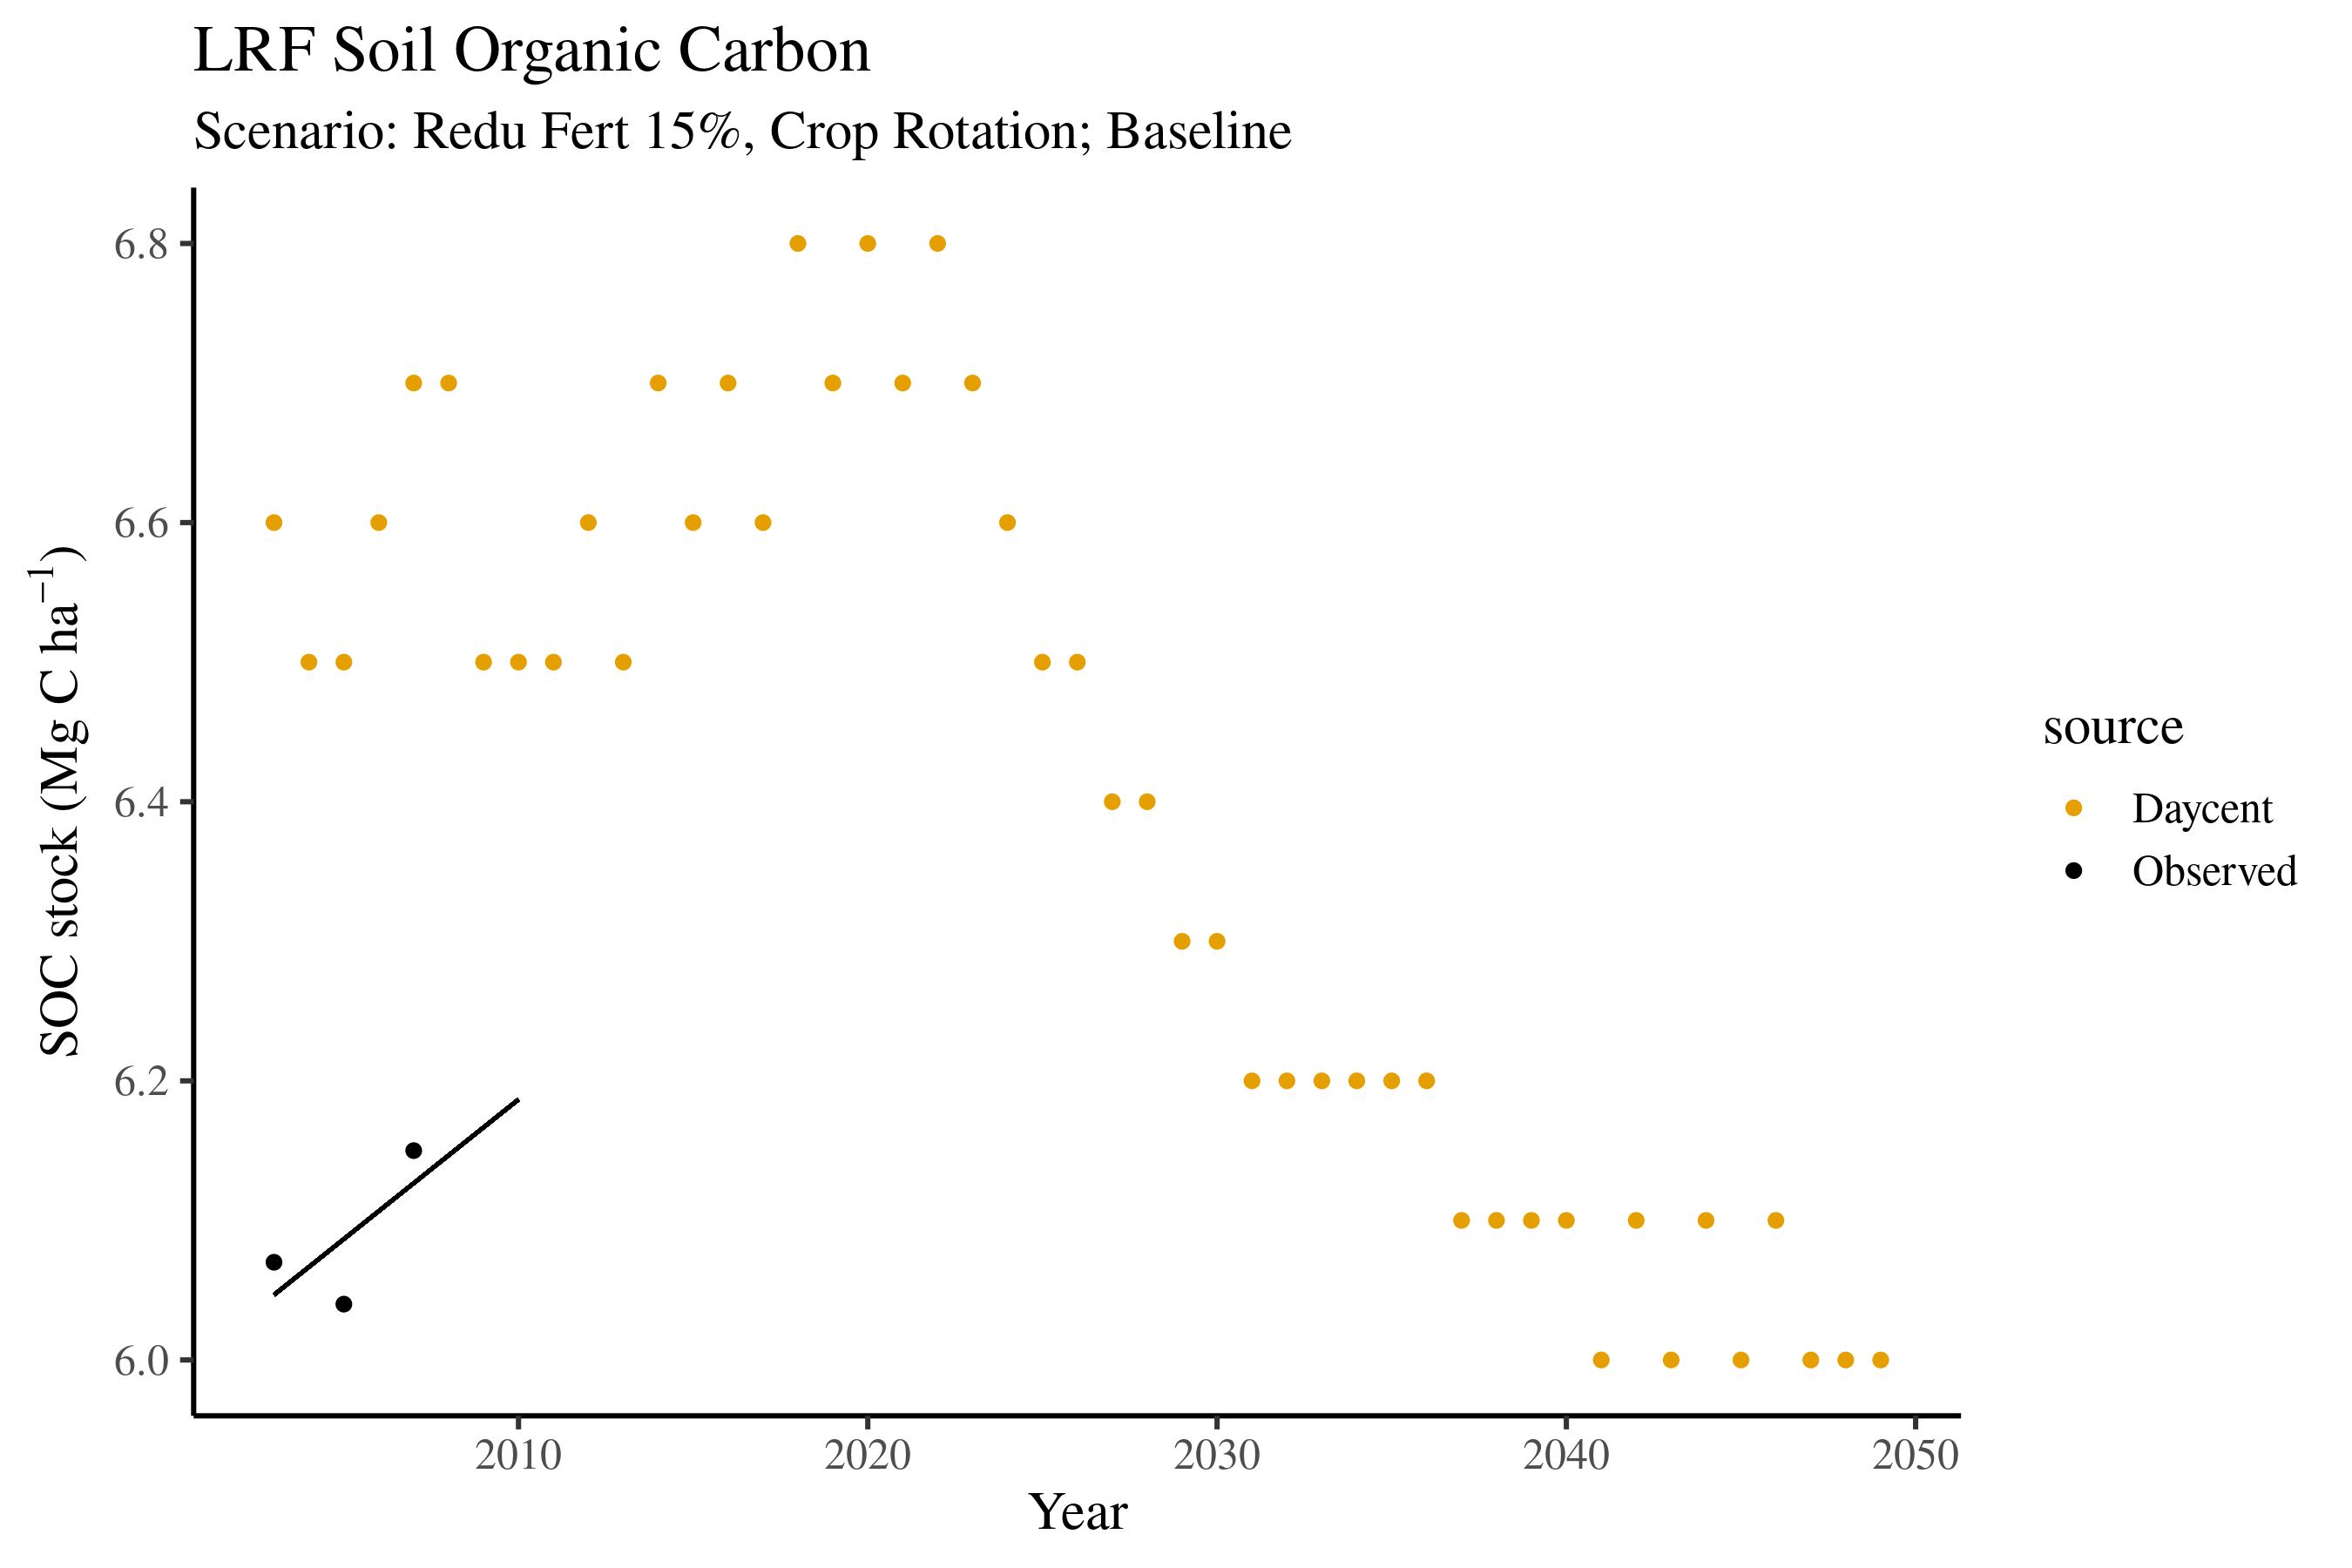 LRF Soil Organic Carbon
Scenario: Redu Fert 15%, Crop Rotation; Baseline
SOC stock (Mg C ha⁻¹)
6.8
6.6
6.4
6.2
6.0
2010 2020 2030 2040 2050
Year
source
Daycent
Observed